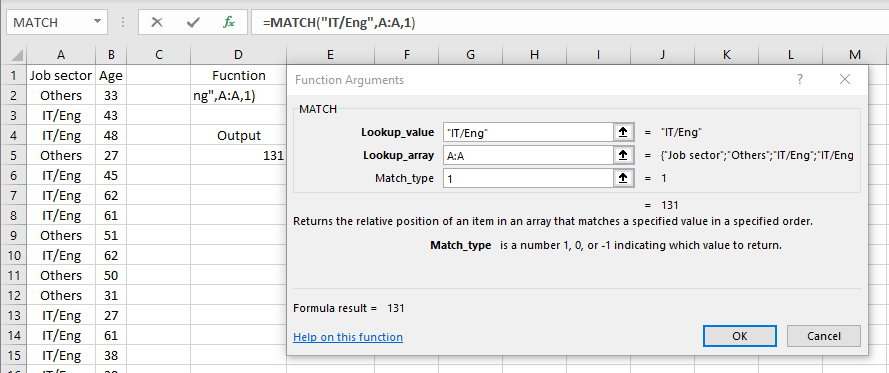 MATCH =MATCH("IT/Eng",A:A,1)
A B C D E F G H I J K L M
1 Job sector Age Fucntion
2 Others 33 ng",A:A,1)
3 IT/Eng 43
4 IT/Eng 48 Output
5 Others 27 131
6 IT/Eng 45
7 IT/Eng 62
8 IT/Eng 61
9 Others 51
10 IT/Eng 62
11 Others 50
12 Others 31
13 IT/Eng 27
14 IT/Eng 61
15 IT/Eng 38
Function Arguments ?
MATCH
Lookup_value "IT/Eng" = "IT/Eng"
Lookup_array A:A = {"Job sector";"Others";"IT/Eng";"IT/Eng
Match_type 1 = 1
= 131
Returns the relative position of an item in an array that matches a specified value in a specified order.
Match_type is a number 1, 0, or -1 indicating which value to return.
Formula result = 131
Help on this function OK Cancel